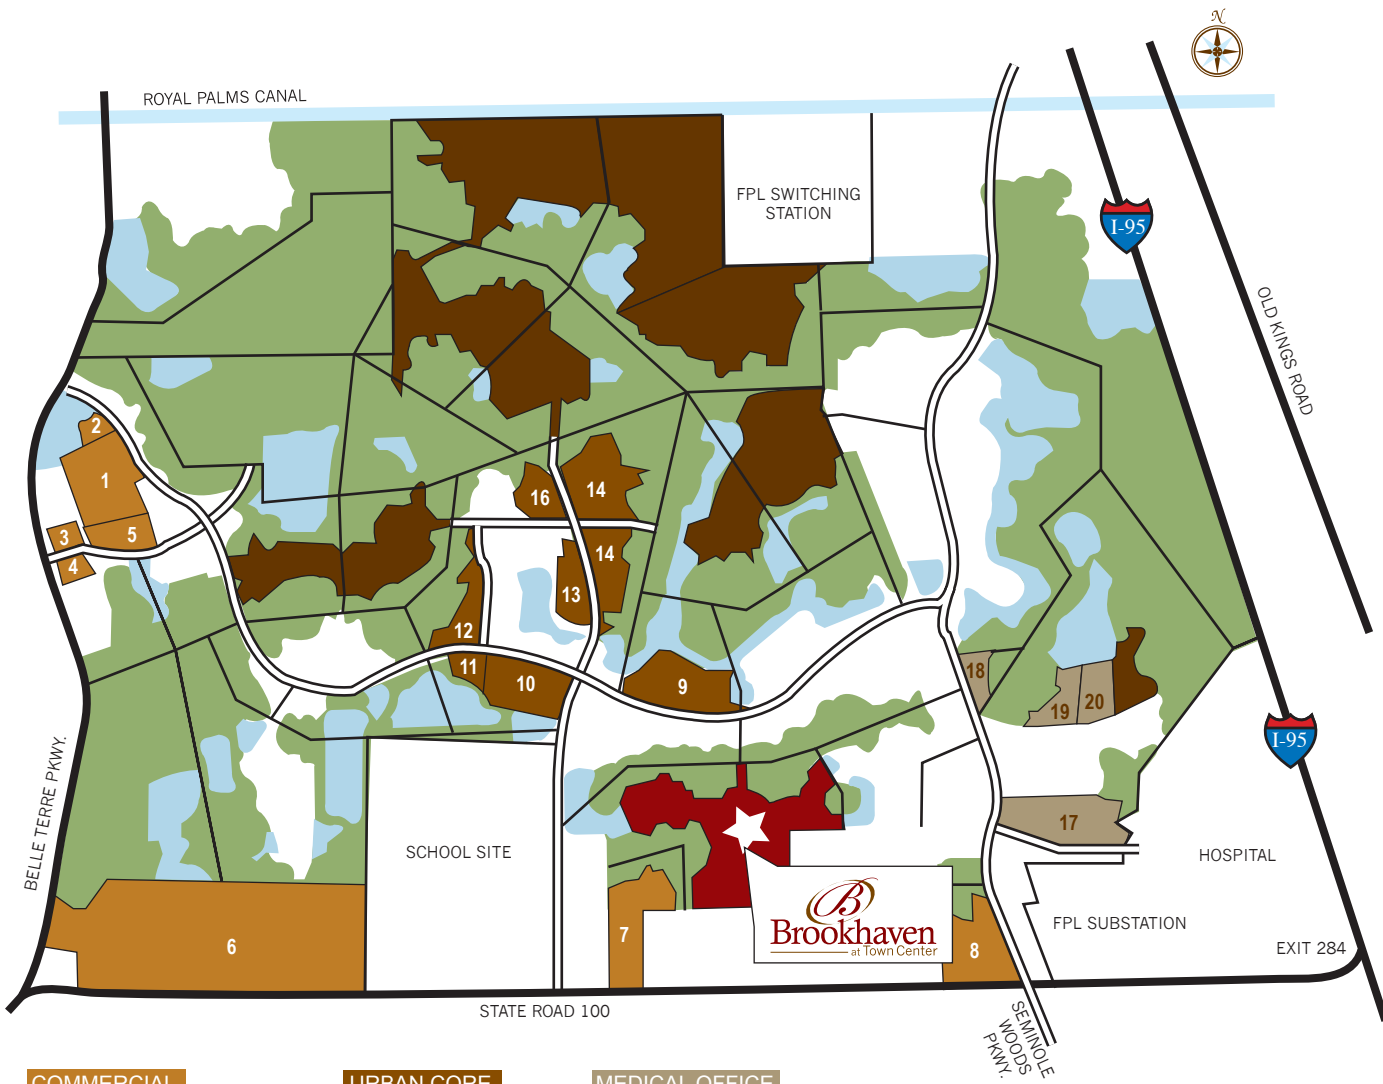 N
ROYAL PALMS CANAL
FPL SWITCHING
STATION
I-95
OLD KINGS ROAD
2
1
3
5
4
16
14
14
13
12
11
10
9
18
19
20
I-95
BELLE TERRE PKWY.
SCHOOL SITE
17
HOSPITAL
6
7
B
Brookhaven
at Town Center
8
FPL SUBSTATION
EXIT 284
STATE ROAD 100
SEMINOLE
WOODS
PKWY.
COMMERCIAL
URBAN CORE
MEDICAL OFFICE